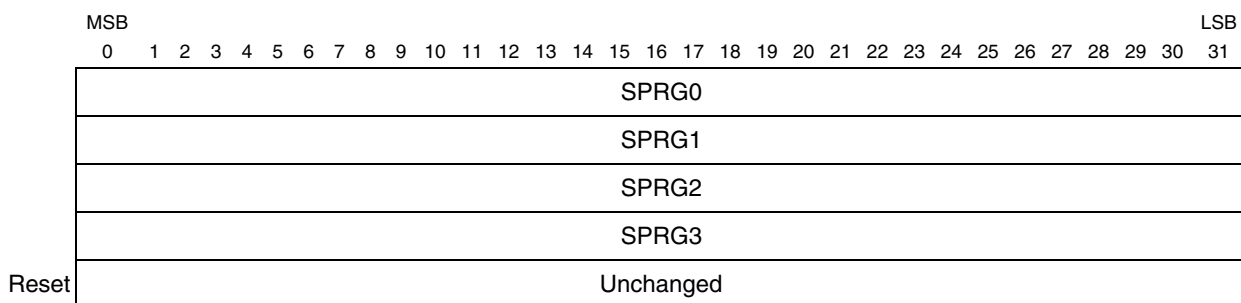 MSB LSB
0 1 2 3 4 5 6 7 8 9 10 11 12 13 14 15 16 17 18 19 20 21 22 23 24 25 26 27 28 29 30 31
SPRG0
SPRG1
SPRG2
SPRG3
Reset Unchanged